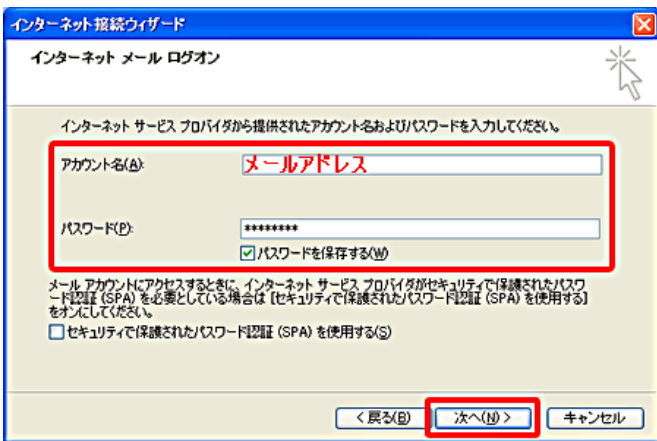 インターネット接続ウィザード
インターネット メール ログオン
インターネット サービス プロバイダから提供されたアカウント名およびパスワードを入力してください。
アカウント名(A):
メールアドレス
パスワード(P):
********
パスワードを保存する(W)
メール アカウントにアクセスするときに、インターネット サービス プロバイダがセキュリティで保護されたパスワ
ード認証 (SPA) を必要としている場合は [セキュリティで保護されたパスワード認証 (SPA) を使用する]
をオンにしてください。
セキュリティで保護されたパスワード認証 (SPA) を使用する(S)
< 戻る(B)
次へ(N) >
キャンセル